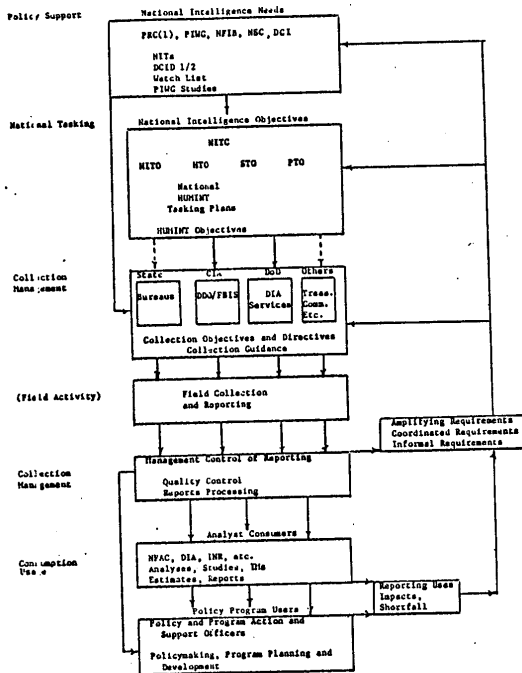 Policy Support
National Intelligence Needs
PRC(I), PIWG, NFIB, NSC, DCI
NITs
DCID 1/2
Watch List
PIWG Studies
National Tasking
National Intelligence Objectives
NITC
NITO HTO STG PTO
National
HUMINT
Tasking Plans
HUMINT Objectives
Collection
Management
State CIA DoD Others
Bureaus
DDO/FBIS
DIA
Services
Treas.
Comm.
Etc.
Collection Objectives and Directives
Collection Guidance
(Field Activity)
Field Collection
and Reporting
Amplifying Requirements
Coordinated Requirements
Informal Requirements
Collection
Management
Management Control of Reporting
Quality Control
Reports Processing
Analyst Consumers
Consumption
Usage
NFAC, DIA, INR, etc.
Analyses, Studies, IMs
Estimates, Reports
Reporting Uses
Impacts,
Shortfall
Policy Program Users
Policy and Program Action and
Support Officers
Policymaking, Program Planning and
Development